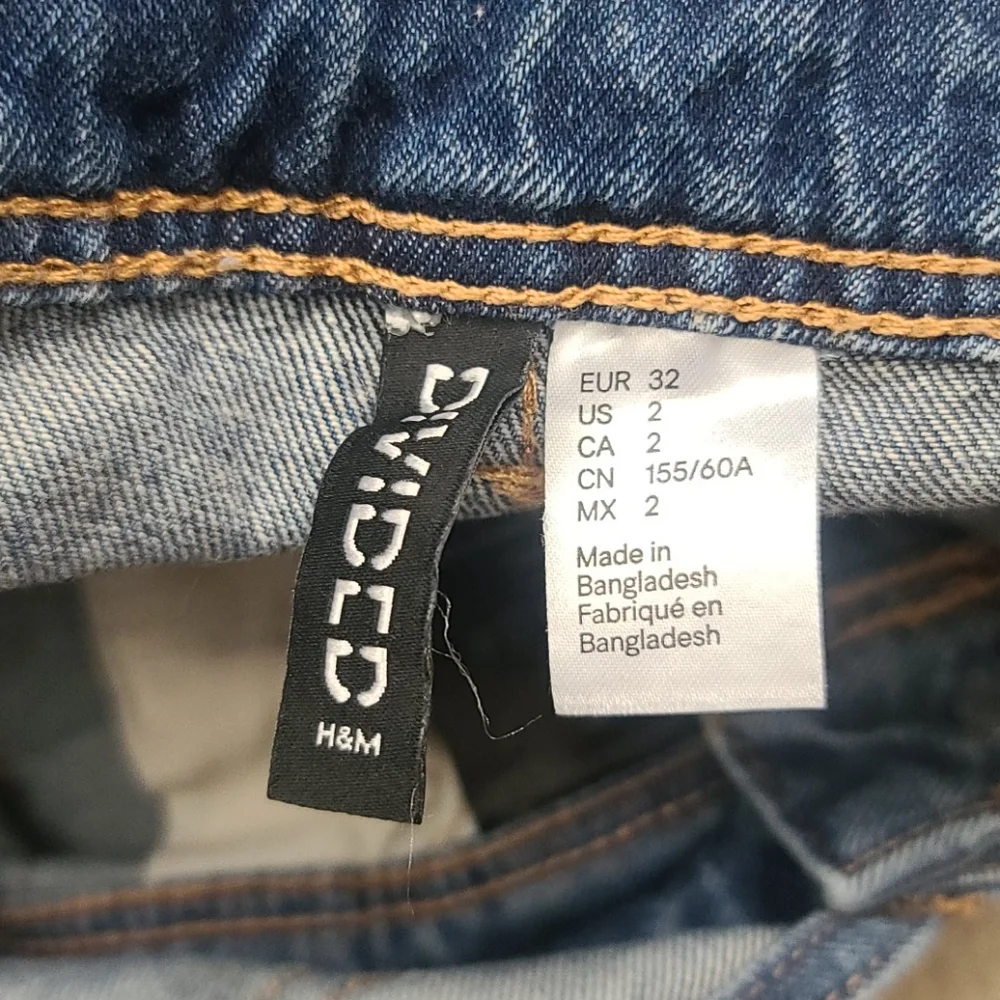 DIVIDED
H&M
EUR 32
US 2
CA 2
CN 155/60A
MX 2
Made in
Bangladesh
Fabriqué en
Bangladesh